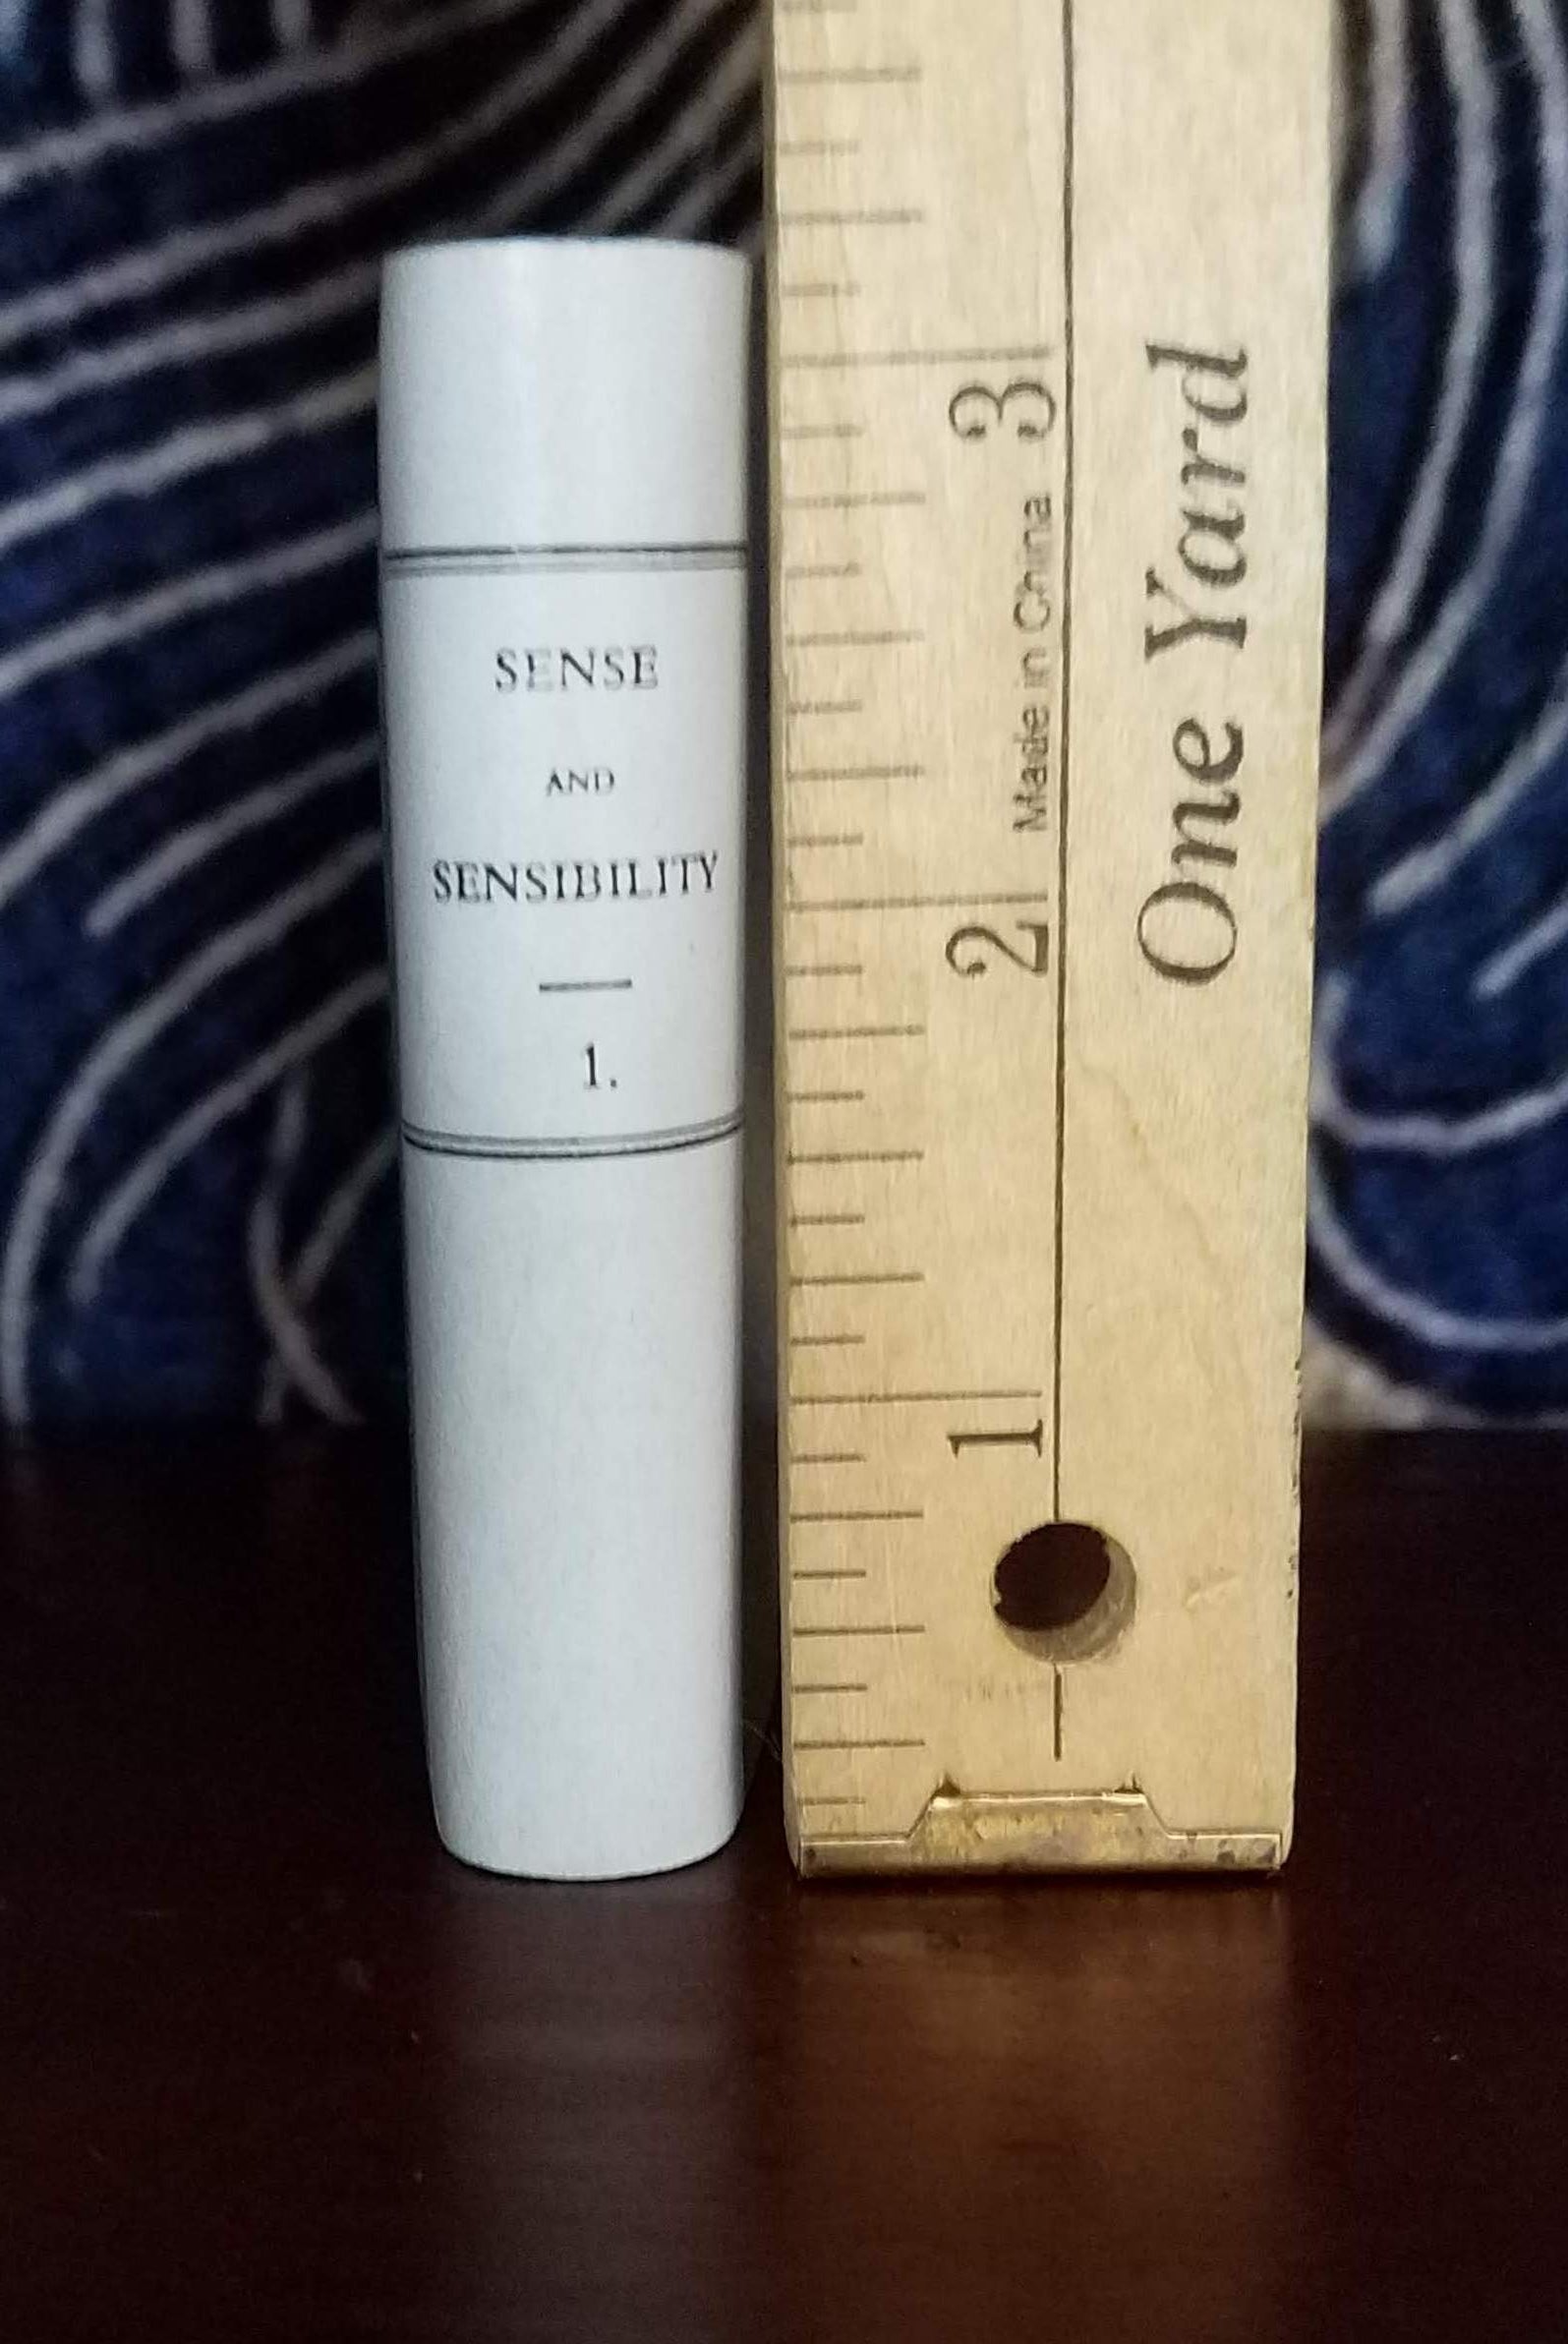 SENSE
AND
SENSIBILITY
1.
3
2
1
Made in China
One Yard